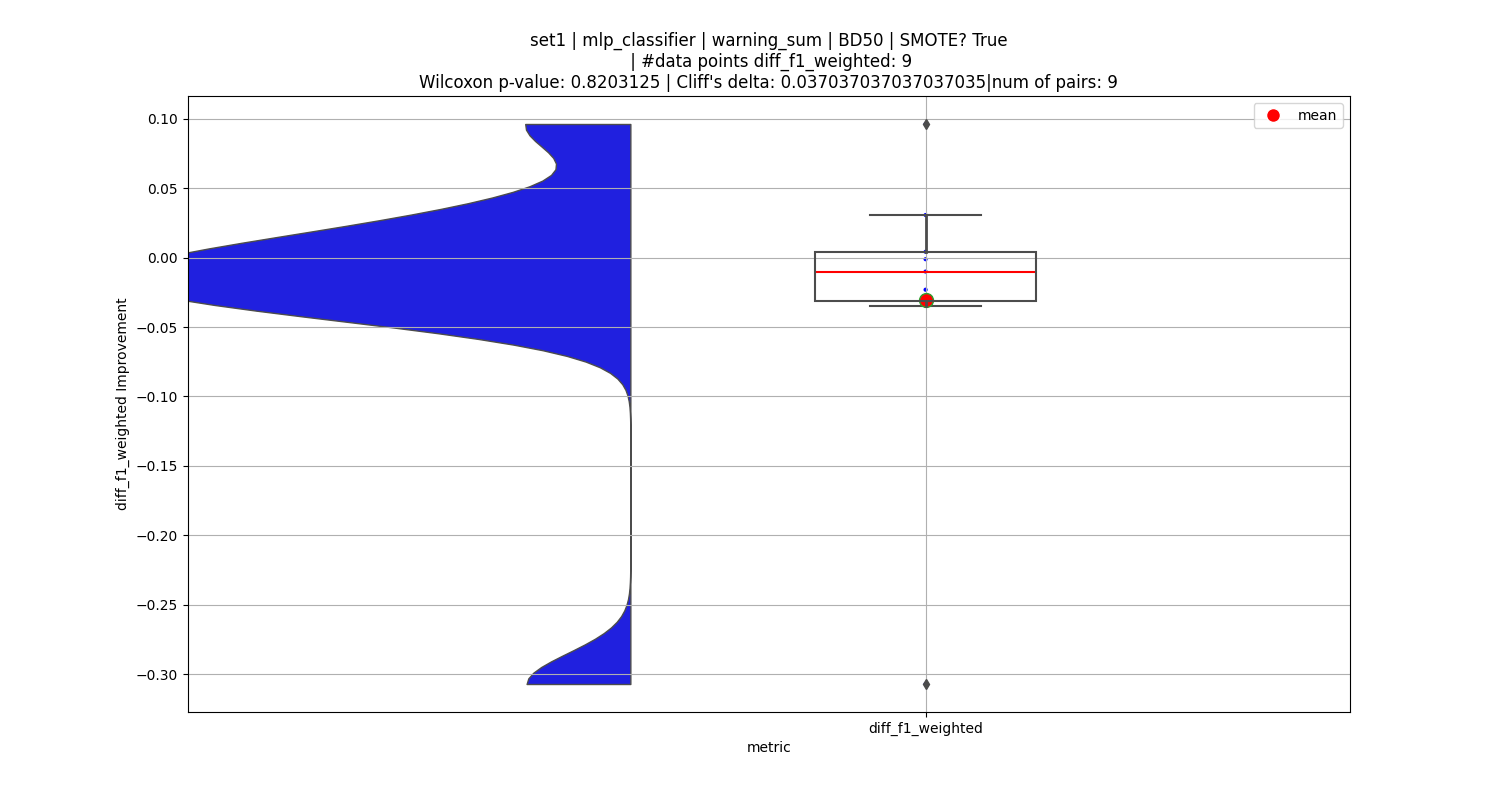 set1 | mlp_classifier | warning_sum | BD50 | SMOTE? True
| #data points diff_f1_weighted: 9
Wilcoxon p-value: 0.8203125 | Cliff's delta: 0.037037037037037035|num of pairs: 9
mean
0.10
0.05
0.00
−0.05
−0.10
−0.15
−0.20
−0.25
−0.30
diff_f1_weighted Improvement
diff_f1_weighted
metric